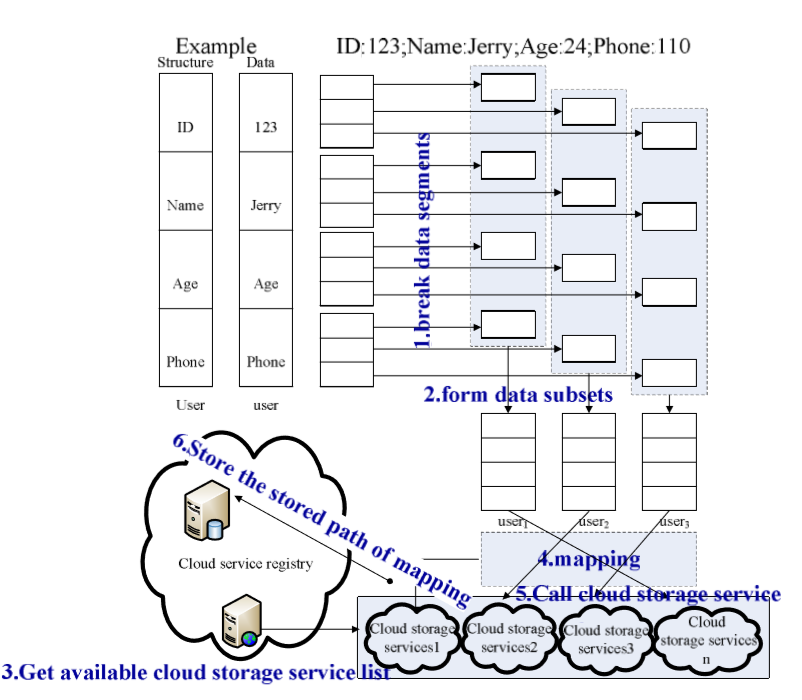 Example
ID:123;Name:Jerry;Age:24;Phone:110
Structure
Data
ID
123
Name
Jerry
Age
Age
Phone
Phone
User
user
1.break data segments
2.form data subsets
user1
user2
user3
6.Store the stored path of mapping
Cloud service registry
4.mapping
5.Call cloud storage service
Cloud storage
services1
Cloud storage
services2
Cloud storage
services3
Cloud
storage services
n
3.Get available cloud storage service list